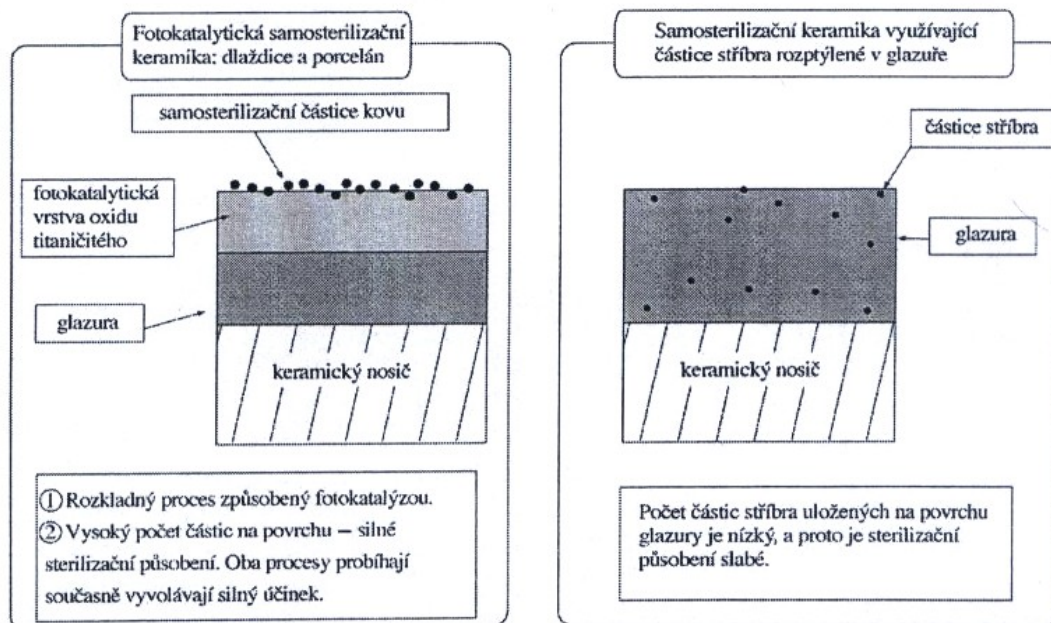 Fotokatalytická samosterilizační
keramika: dlaždice a porcelán
samosterilizační částice kovu
fotokatalytická
vrstva oxidu
titaničitého
glazura
keramický nosič
① Rozkladný proces způsobený fotokatalýzou.
② Vysoký počet částic na povrchu – silné
sterilizační působení. Oba procesy probíhají
současně vyvolávají silný účinek.
Samosterilizační keramika využívající
částice stříbra rozptýlené v glazuře
částice stříbra
glazura
keramický nosič
Počet částic stříbra uložených na povrchu
glazury je nízký, a proto je sterilizační
působení slabé.